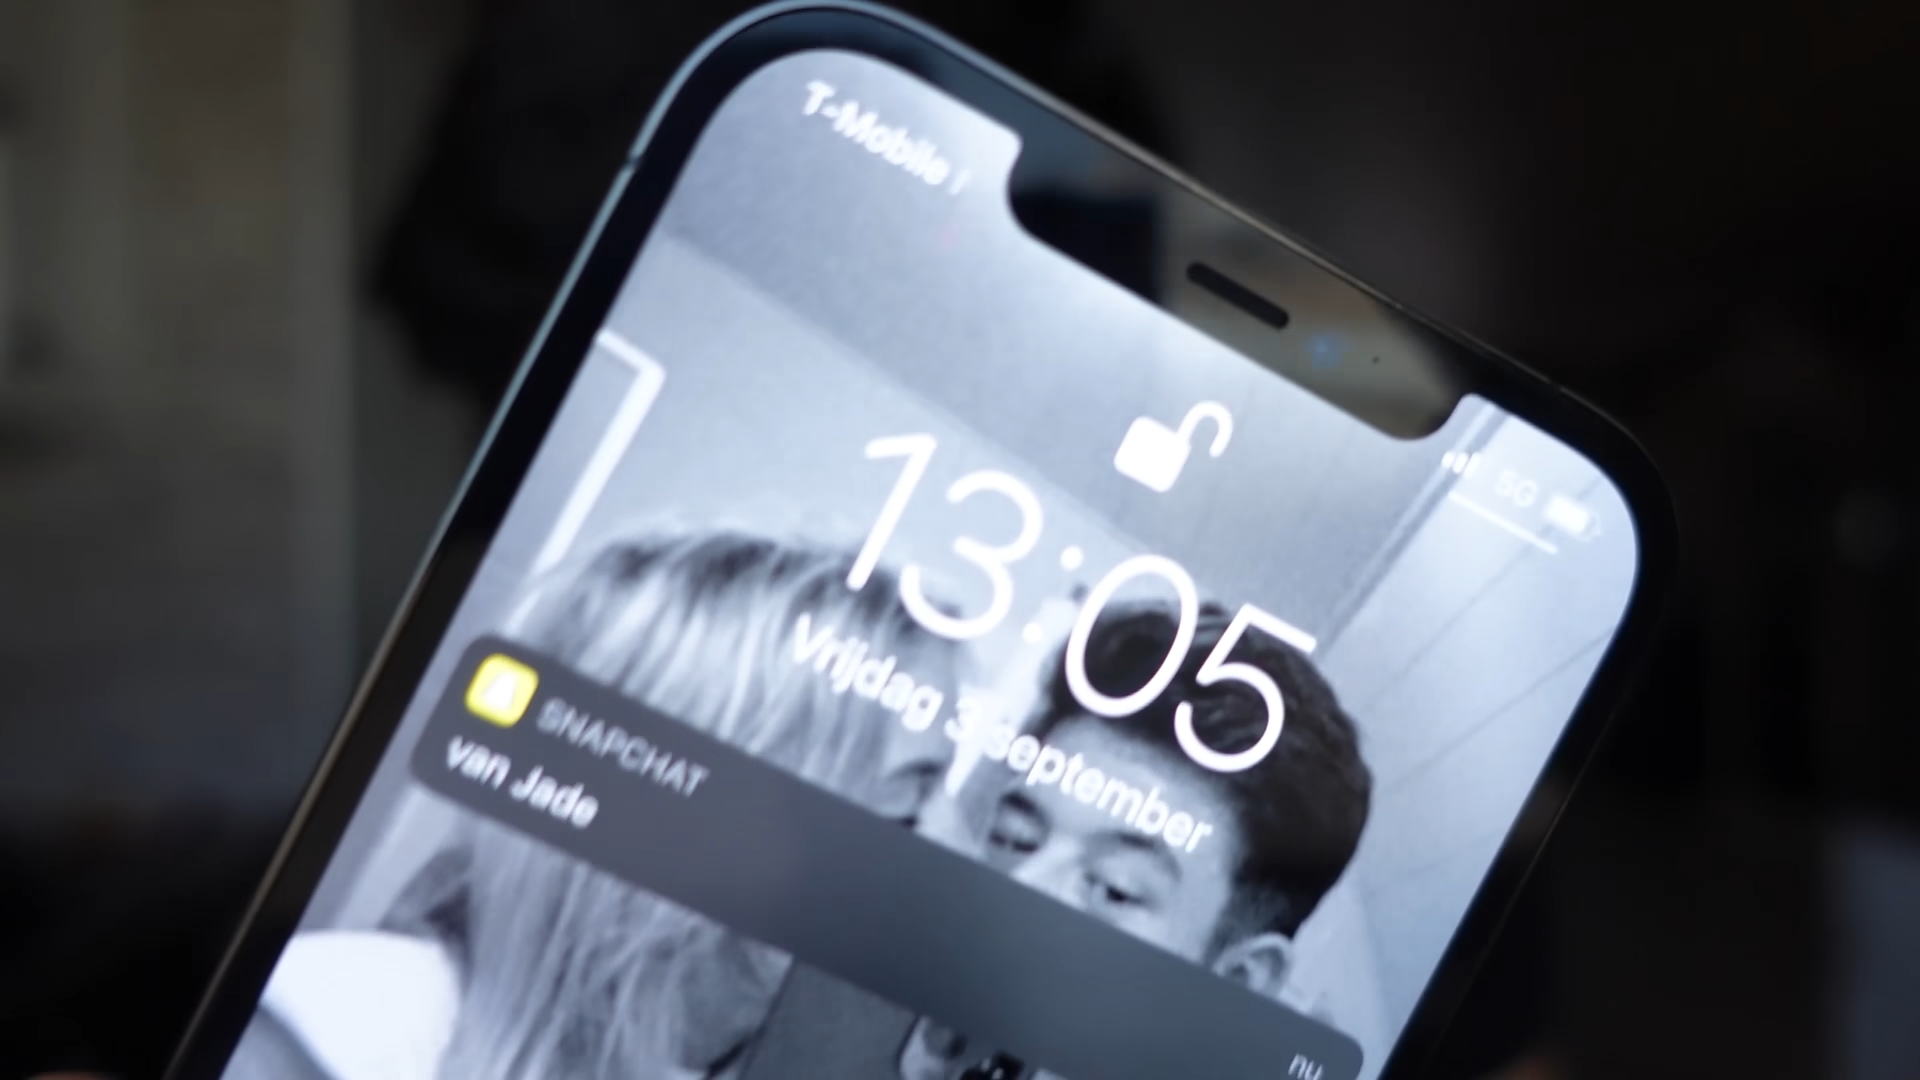 T-Mobile
5G
13:05
Vrijdag 3 september
SNAPCHAT
van Jade
nu